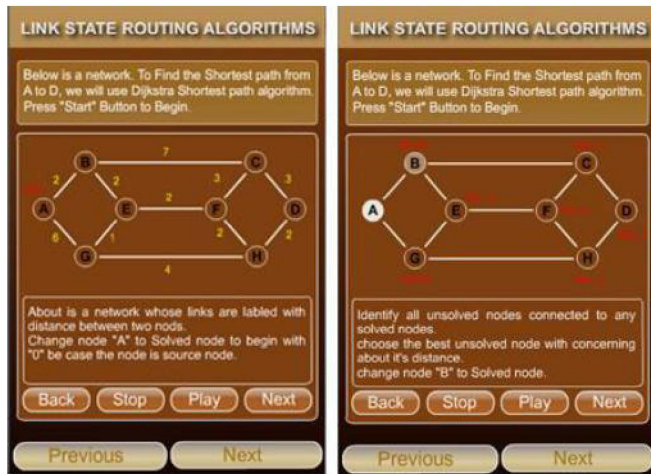 LINK STATE ROUTING ALGORITHMS
Below is a network. To Find the Shortest path from
A to D, we will use Dijkstra Shortest path algorithm.
Press "Start" Button to Begin.
B
7
C
2
2
3
3
A
E
2
F
D
6
1
2
2
G
H
4
About is a network whose links are labled with
distance between two nods.
Change node "A" to Solved node to begin with
"0" be case the node is source node.
Back Stop Play Next
Previous Next
LINK STATE ROUTING ALGORITHMS
Below is a network. To Find the Shortest path from
A to D, we will use Dijkstra Shortest path algorithm.
Press "Start" Button to Begin.
B
C
A
E
F
D
G
H
Identify all unsolved nodes connected to any
solved nodes.
choose the best unsolved node with concerning
about it's distance.
change node "B" to Solved node.
Back Stop Play Next
Previous Next